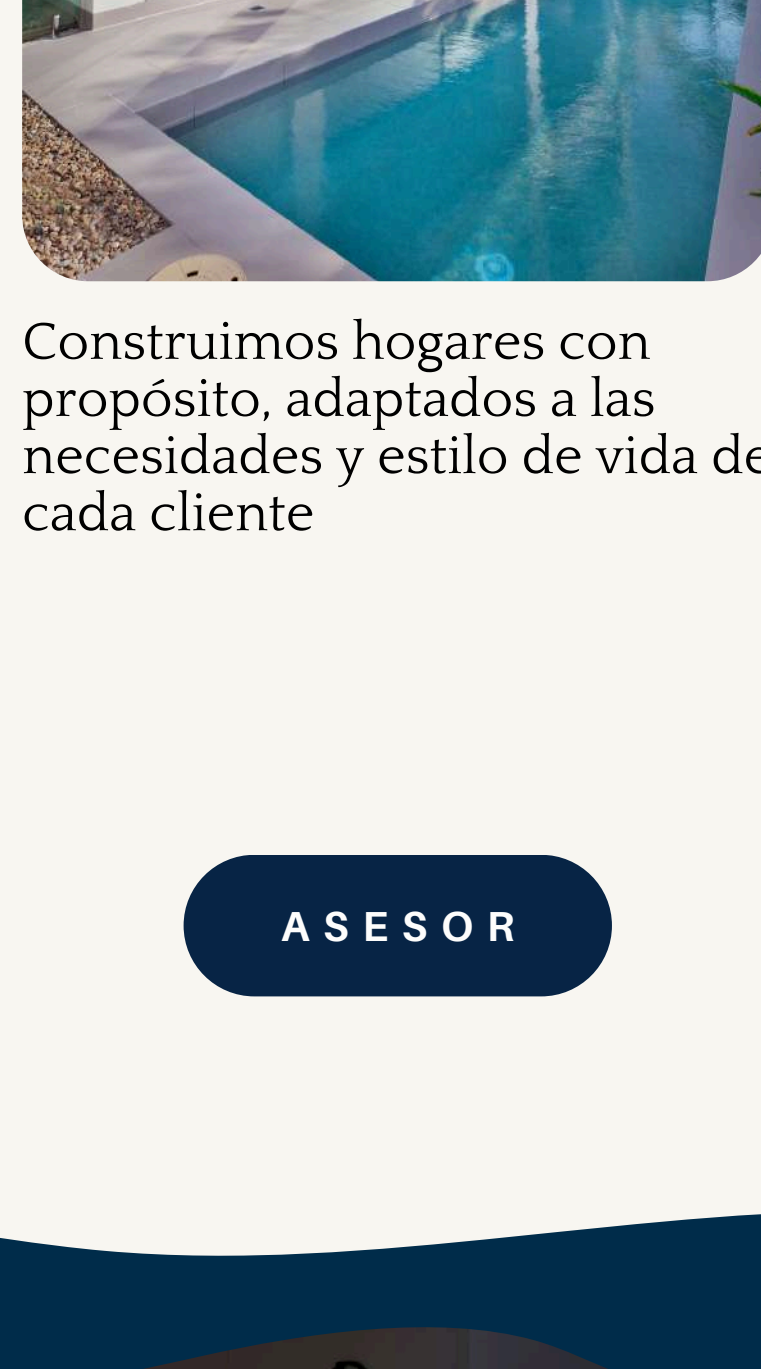 Construimos hogares con
propósito, adaptados a las
necesidades y estilo de vida de
cada cliente
ASESOR